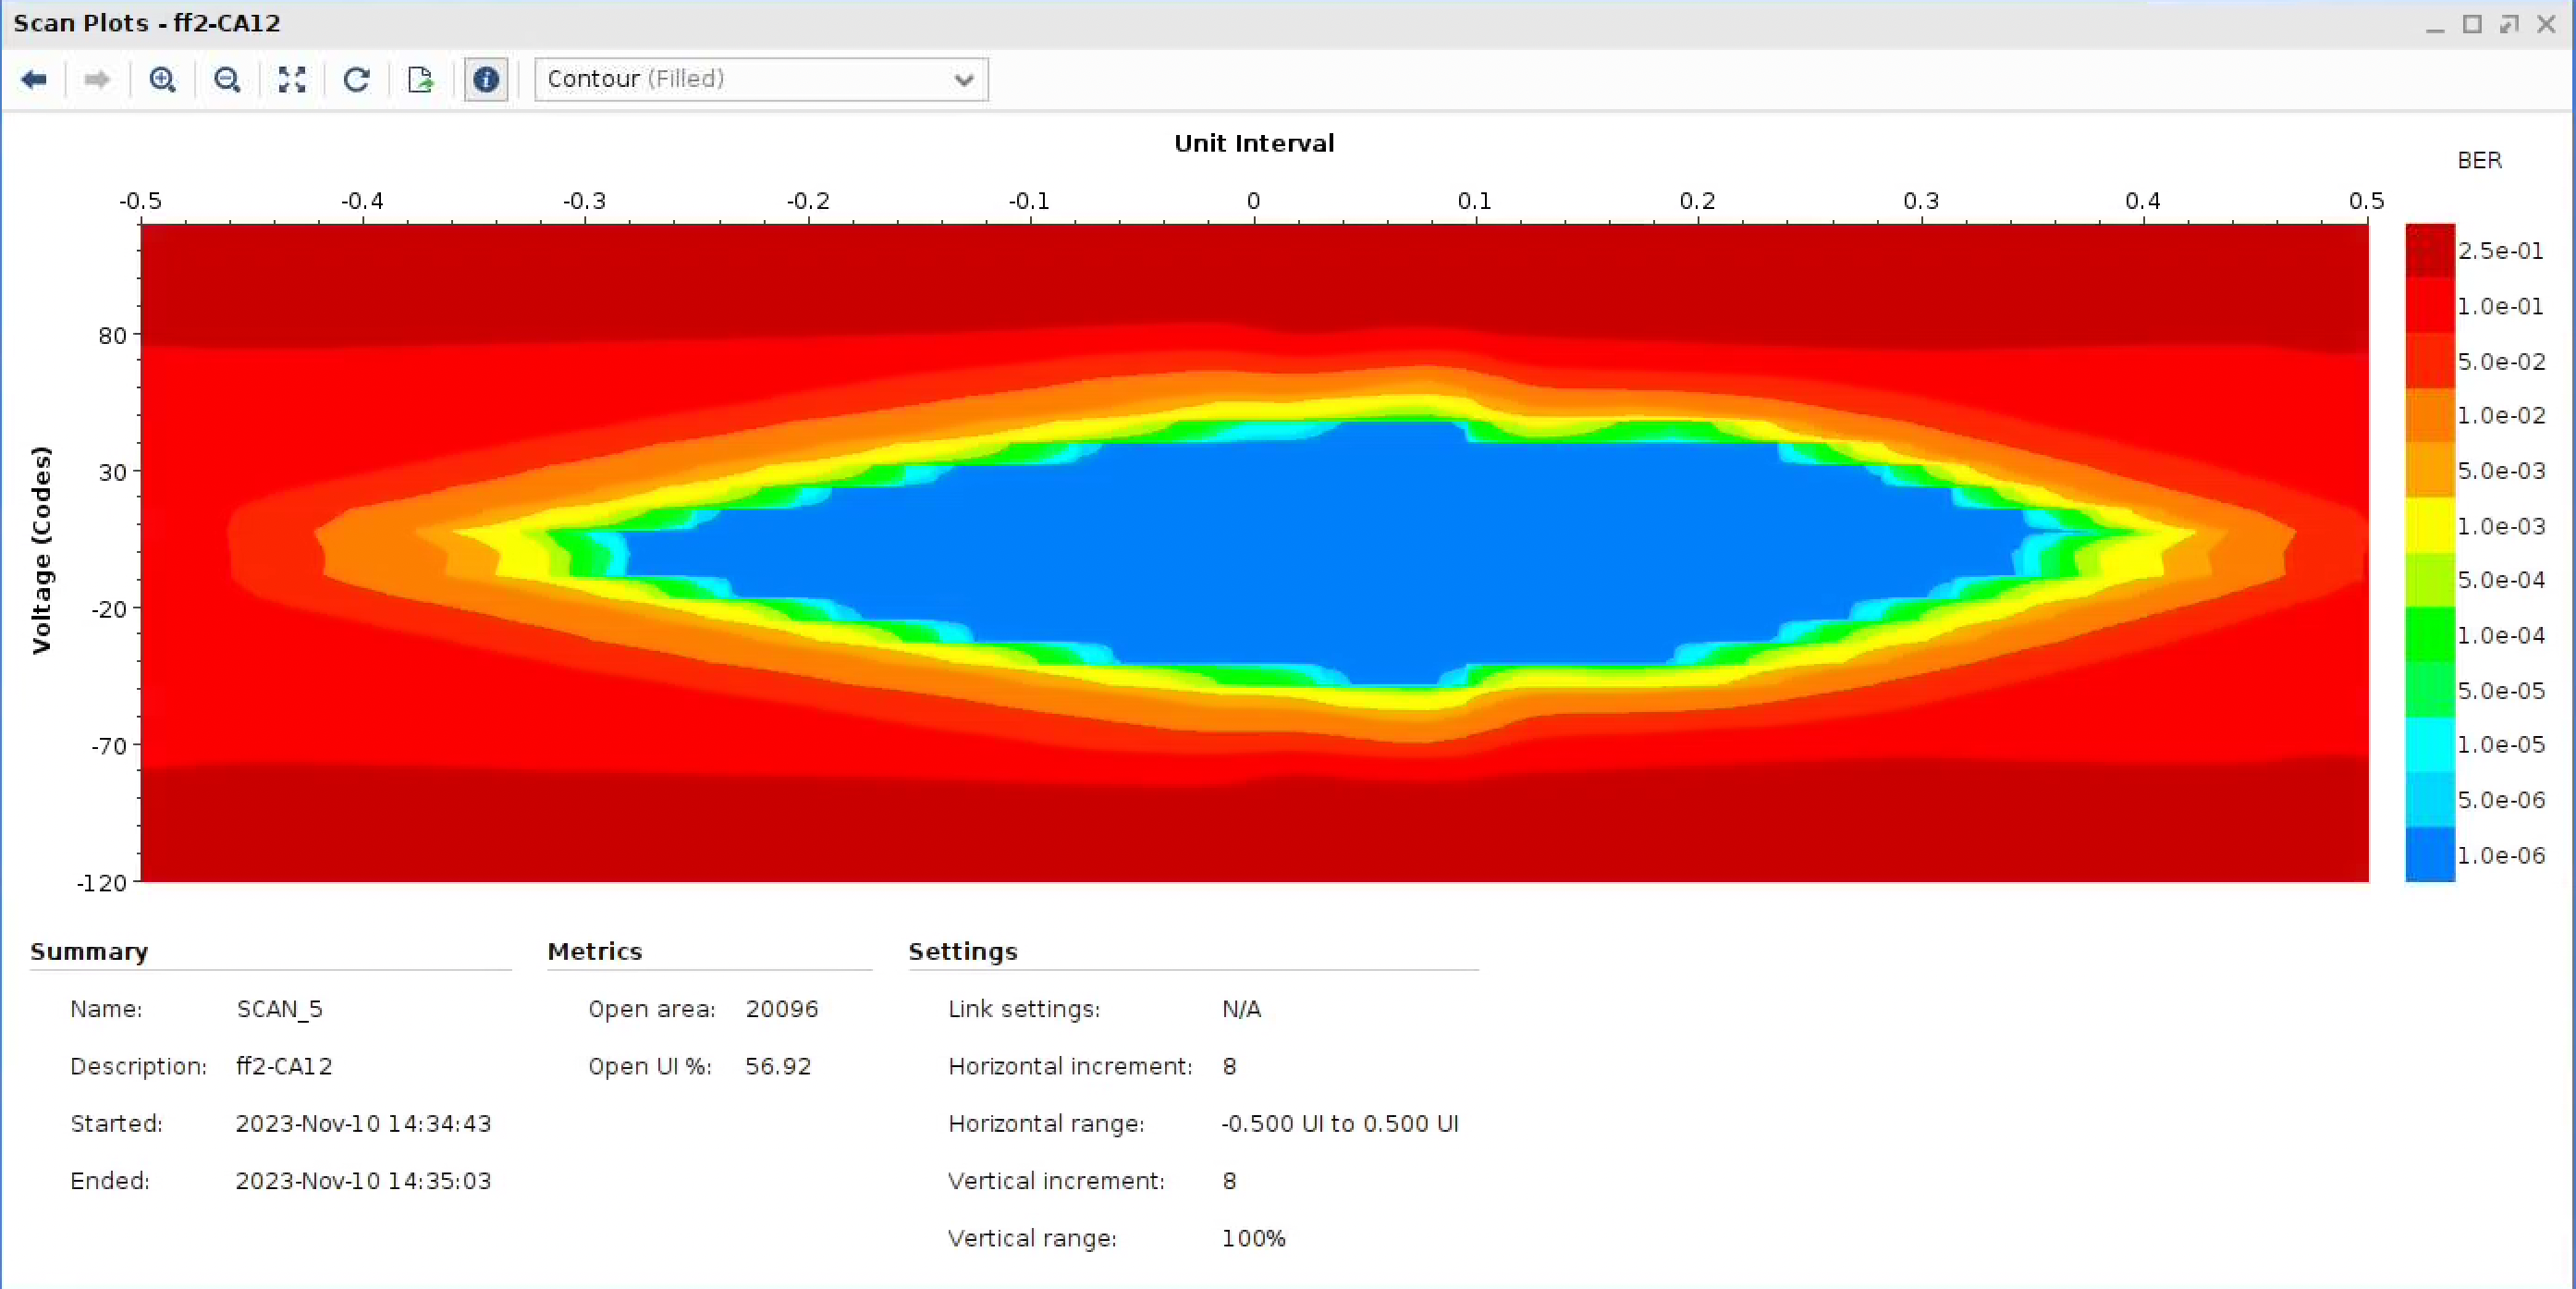 Scan Plots - ff2-CA12
Contour (Filled)
Unit Interval
BER
-0.5 -0.4 -0.3 -0.2 -0.1 0 0.1 0.2 0.3 0.4 0.5
Voltage (Codes)
80
30
-20
-70
-120
2.5e-01
1.0e-01
5.0e-02
1.0e-02
5.0e-03
1.0e-03
5.0e-04
1.0e-04
5.0e-05
1.0e-05
5.0e-06
1.0e-06
Summary
Name: SCAN_5
Description: ff2-CA12
Started: 2023-Nov-10 14:34:43
Ended: 2023-Nov-10 14:35:03
Metrics
Open area: 20096
Open UI %: 56.92
Settings
Link settings: N/A
Horizontal increment: 8
Horizontal range: -0.500 UI to 0.500 UI
Vertical increment: 8
Vertical range: 100%